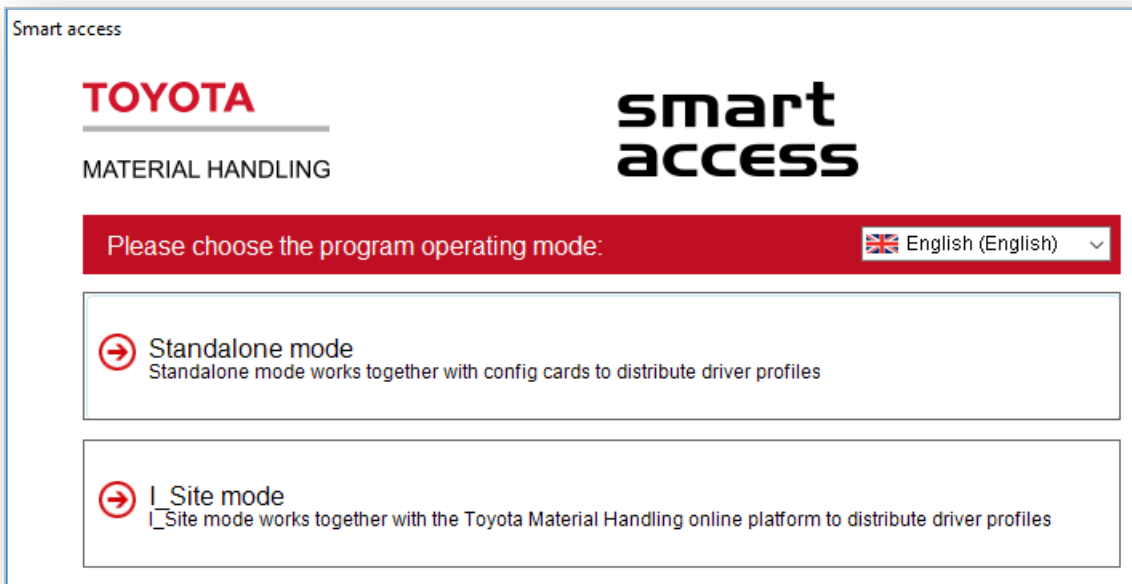 Smart access
TOYOTA
MATERIAL HANDLING
smart
access
Please choose the program operating mode:
English (English)
Standalone mode
Standalone mode works together with config cards to distribute driver profiles
I_Site mode
I_Site mode works together with the Toyota Material Handling online platform to distribute driver profiles